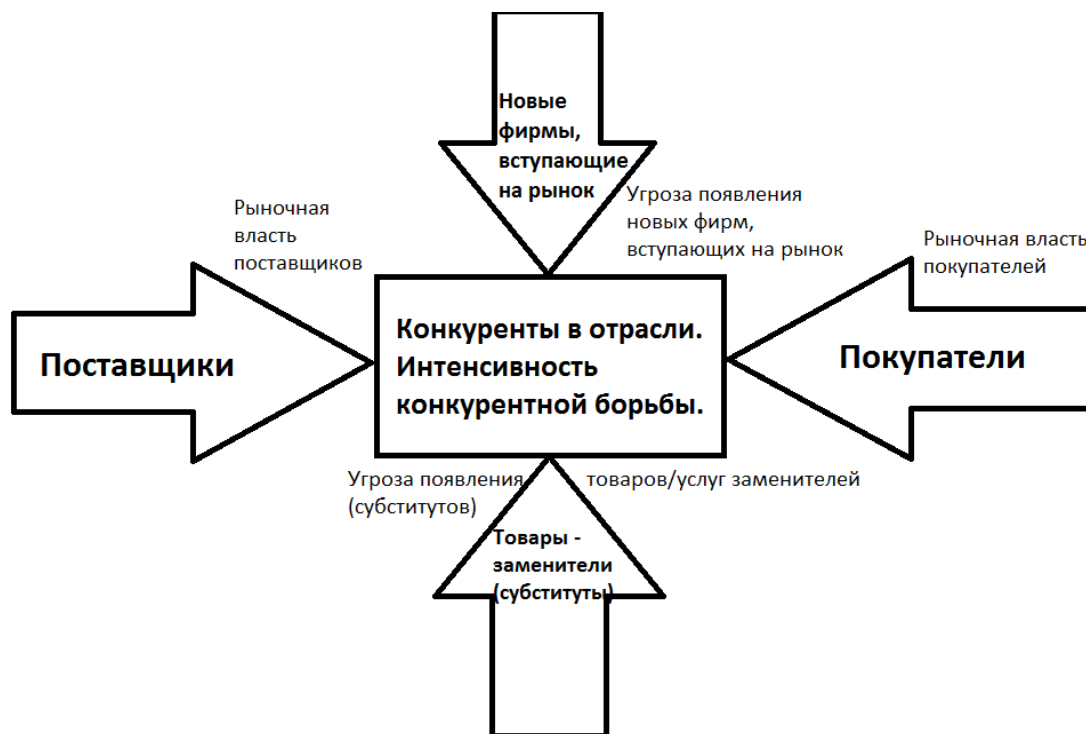 Новые
фирмы,
вступающие
на рынок
Рыночная
власть
поставщиков
Угроза появления
новых фирм,
вступающих на рынок
Рыночная власть
покупателей
Поставщики
Конкуренты в отрасли.
Интенсивность
конкурентной борьбы.
Покупатели
Угроза появления товаров/услуг заменителей
(субститутов)
Товары -
заменители
(субституты)